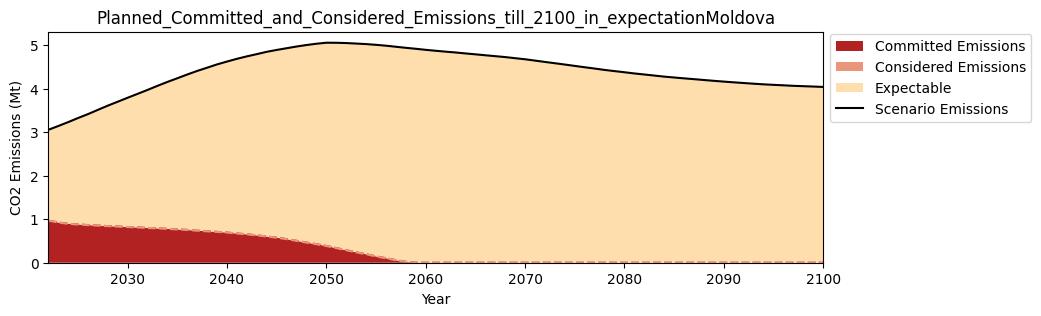 Planned_Committed_and_Considered_Emissions_till_2100_in_expectationMoldova
CO2 Emissions (Mt)
5
4
3
2
1
0
2030 2040 2050 2060 2070 2080 2090 2100
Year
Committed Emissions
Considered Emissions
Expectable
Scenario Emissions